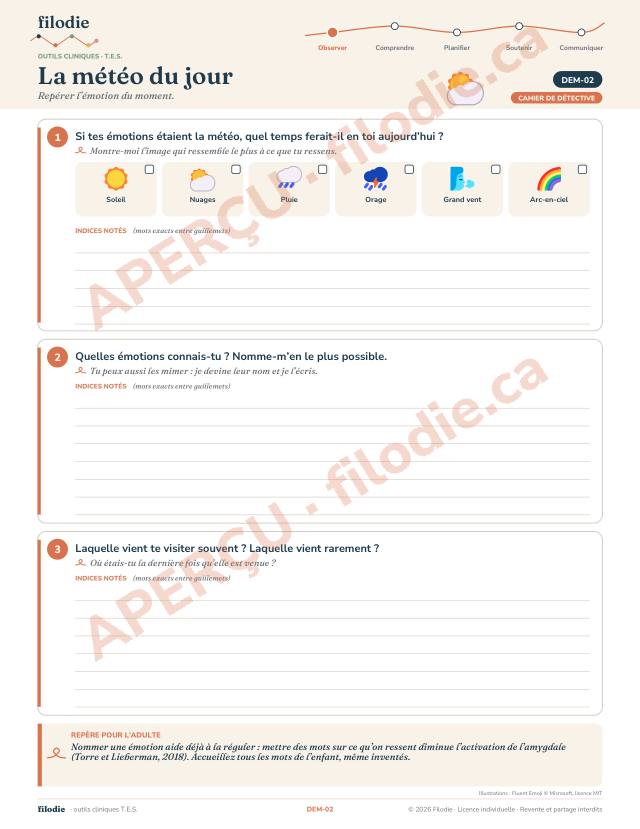 filodie
OUTILS CLINIQUES · T.E.S.
Observer Comprendre Planifier Soutenir Communiquer
La météo du jour
Repérer l'émotion du moment.
DEM-02
CAHIER DE DÉTECTIVE
1 Si tes émotions étaient la météo, quel temps ferait-il en toi aujourd'hui ?
Montre-moi l'image qui ressemble le plus à ce que tu ressens.
Soleil Nuages Pluie Orage Grand vent Arc-en-ciel
INDICES NOTÉS (mots exacts entre guillemets)
2 Quelles émotions connais-tu ? Nomme-m'en le plus possible.
Tu peux aussi les mimer : je devine leur nom et je l'écris.
INDICES NOTÉS (mots exacts entre guillemets)
3 Laquelle vient te visiter souvent ? Laquelle vient rarement ?
Où étais-tu la dernière fois qu'elle est venue ?
INDICES NOTÉS (mots exacts entre guillemets)
APERÇU · filodie.ca
APERÇU · filodie.ca
REPÈRE POUR L'ADULTE
Nommer une émotion aide déjà à la réguler : mettre des mots sur ce qu'on ressent diminue l'activation de l'amygdale
(Torre et Lieberman, 2018). Accueillez tous les mots de l'enfant, même inventés.
Illustrations : Fluent Emoji © Microsoft, licence MIT
filodie · outils cliniques T.E.S. DEM-02 © 2026 Filodie · Licence individuelle · Revente et partage interdits